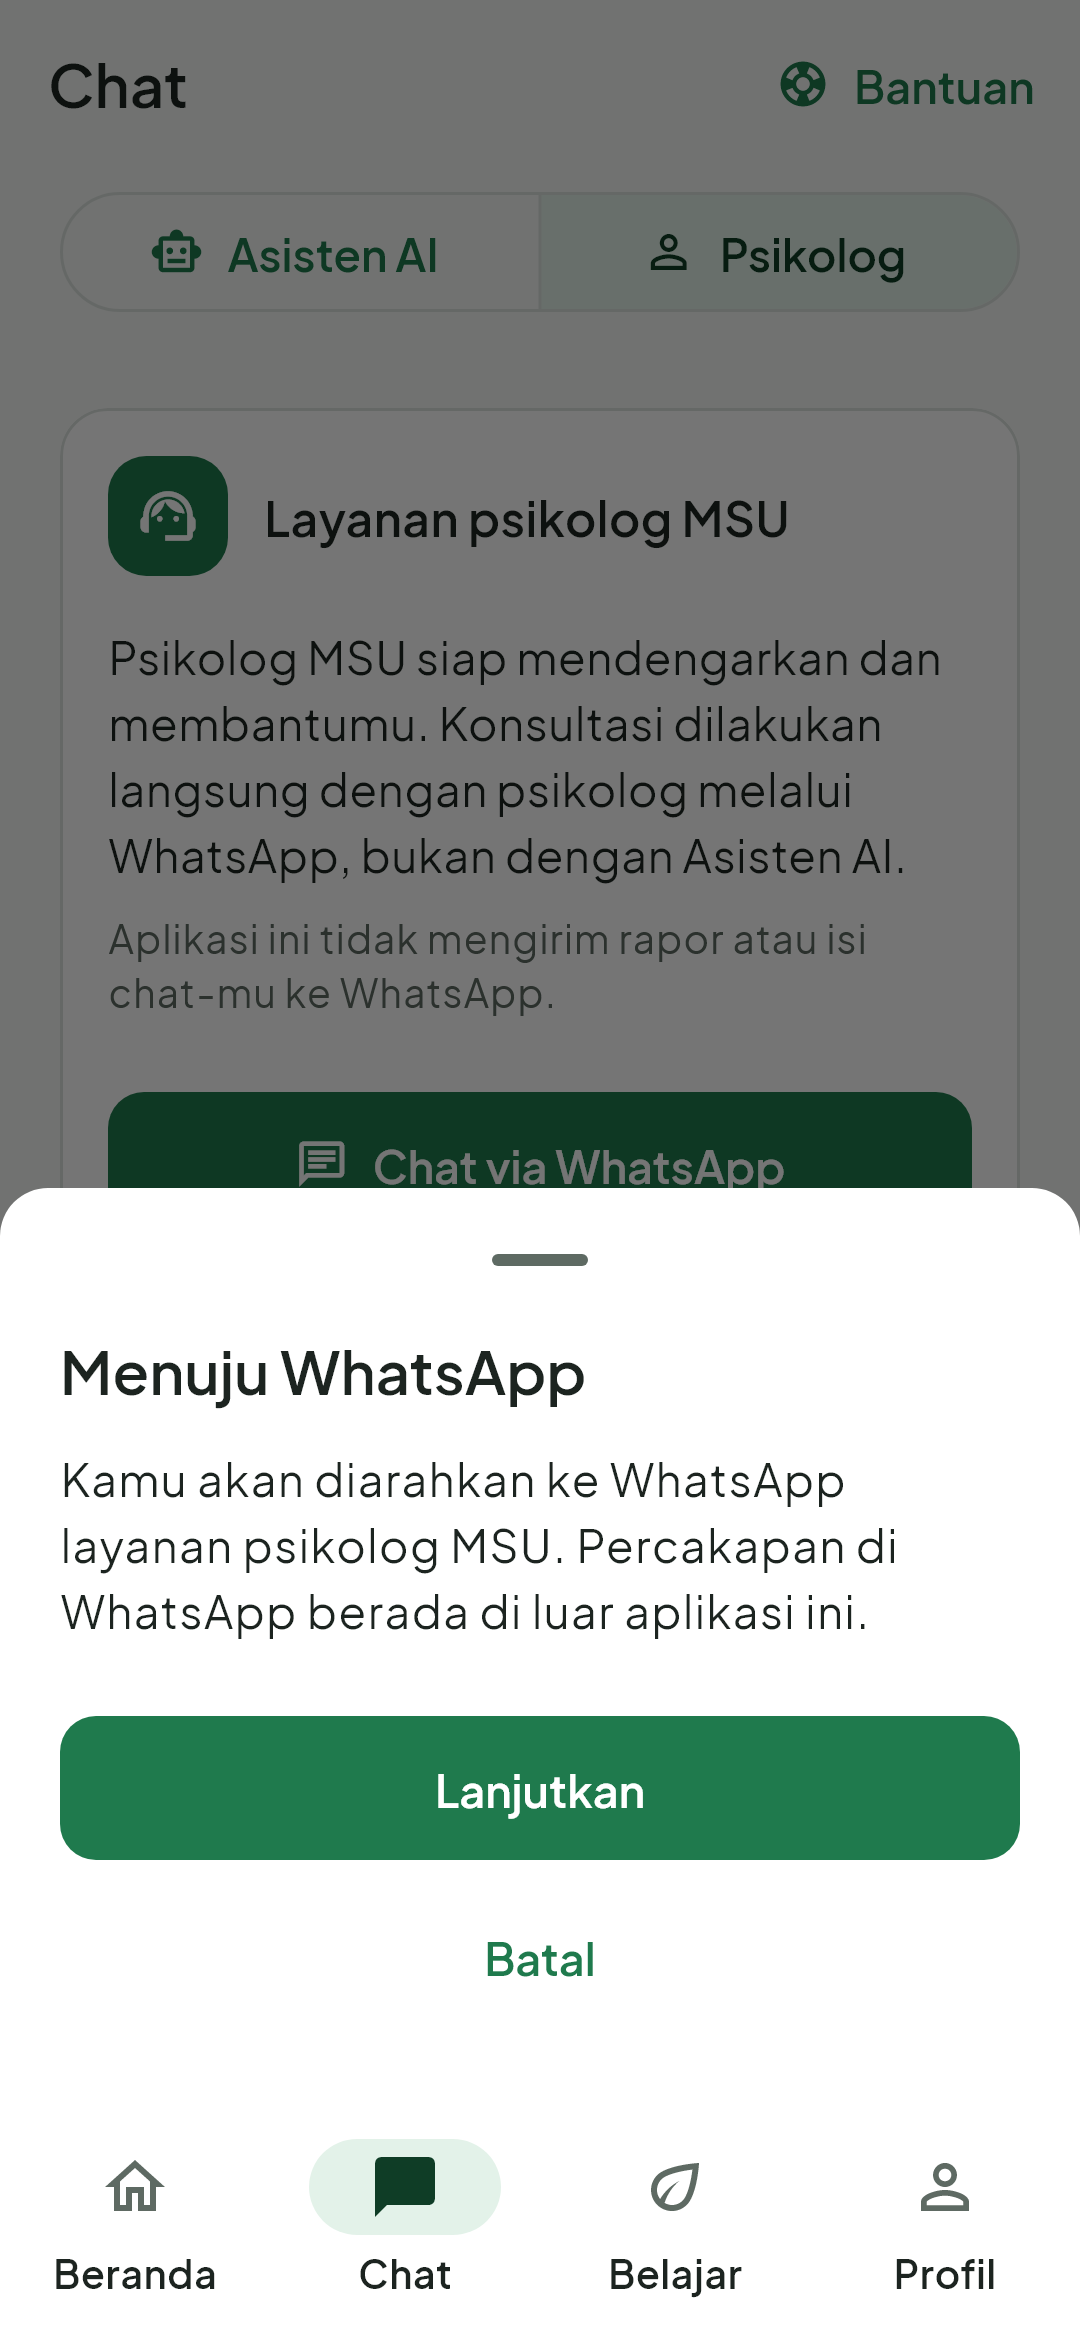 Chat
Bantuan
Asisten AI
Psikolog
Layanan psikolog MSU
Psikolog MSU siap mendengarkan dan
membantumu. Konsultasi dilakukan
langsung dengan psikolog melalui
WhatsApp, bukan dengan Asisten AI.
Aplikasi ini tidak mengirim rapor atau isi
chat-mu ke WhatsApp.
Chat via WhatsApp
Menuju WhatsApp
Kamu akan diarahkan ke WhatsApp
layanan psikolog MSU. Percakapan di
WhatsApp berada di luar aplikasi ini.
Lanjutkan
Batal
Beranda
Chat
Belajar
Profil